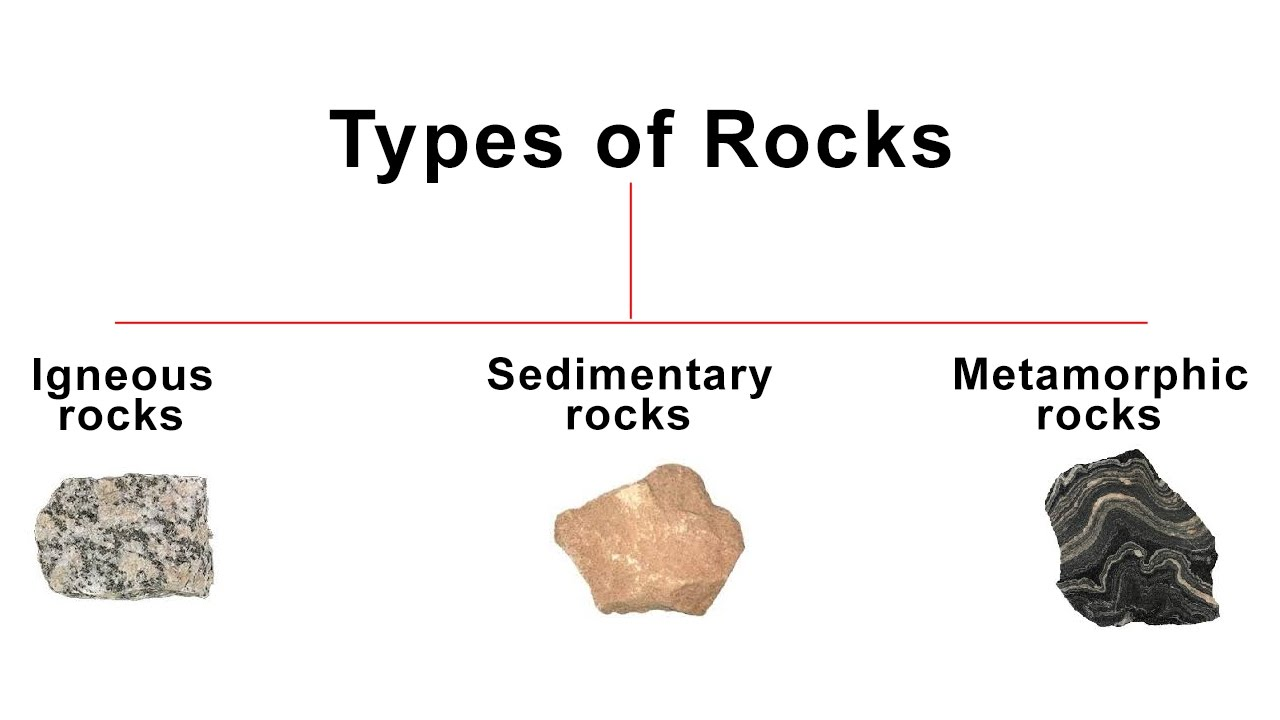 Types of Rocks
Igneous
rocks
Sedimentary
rocks
Metamorphic
rocks